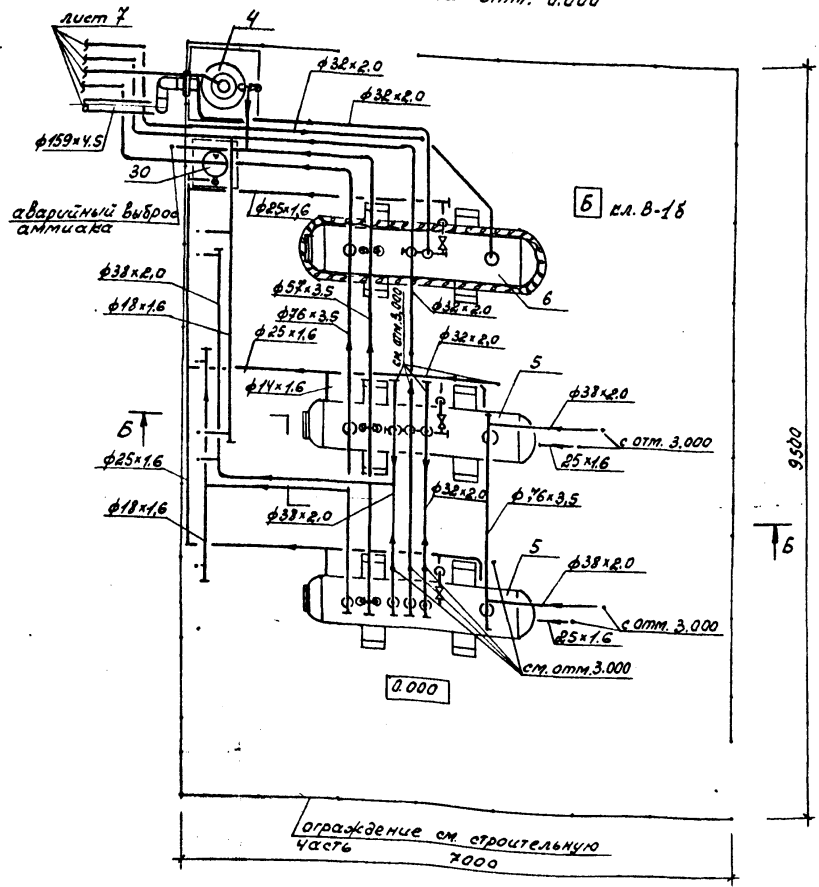 отм. 0.000
лист 7
4
ф32×2,0
ф32×2,0
ф159×4.5
30
аварийный выброс
аммиака
ф25×1,6
Б кл. В-1б
ф38×2,0
ф57×3,5
6
ф18×1.6
ф76×3,5
см. отм. 3,000
ф32×2,0
ф25×1,6
ф32×2,0
5
ф14×1.6
ф38×2,0
Б
с отм. 3,000
25×1.6
9500
ф25×1.6
ф32×2,0
ф18×1,6
ф38×2,0
ф76×3,5
5
ф38×2,0
Б
с отм. 3,000
25×1.6
см. отм. 3.000
0.000
ограждение см. строительную
часть
7000